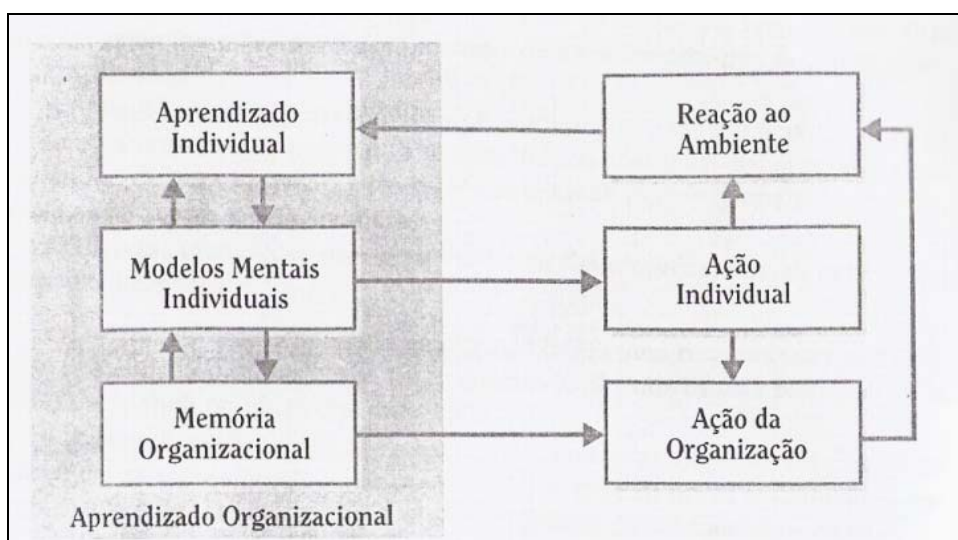 Aprendizado
Individual
Reação ao
Ambiente
Modelos Mentais
Individuais
Ação
Individual
Memória
Organizacional
Ação da
Organização
Aprendizado Organizacional